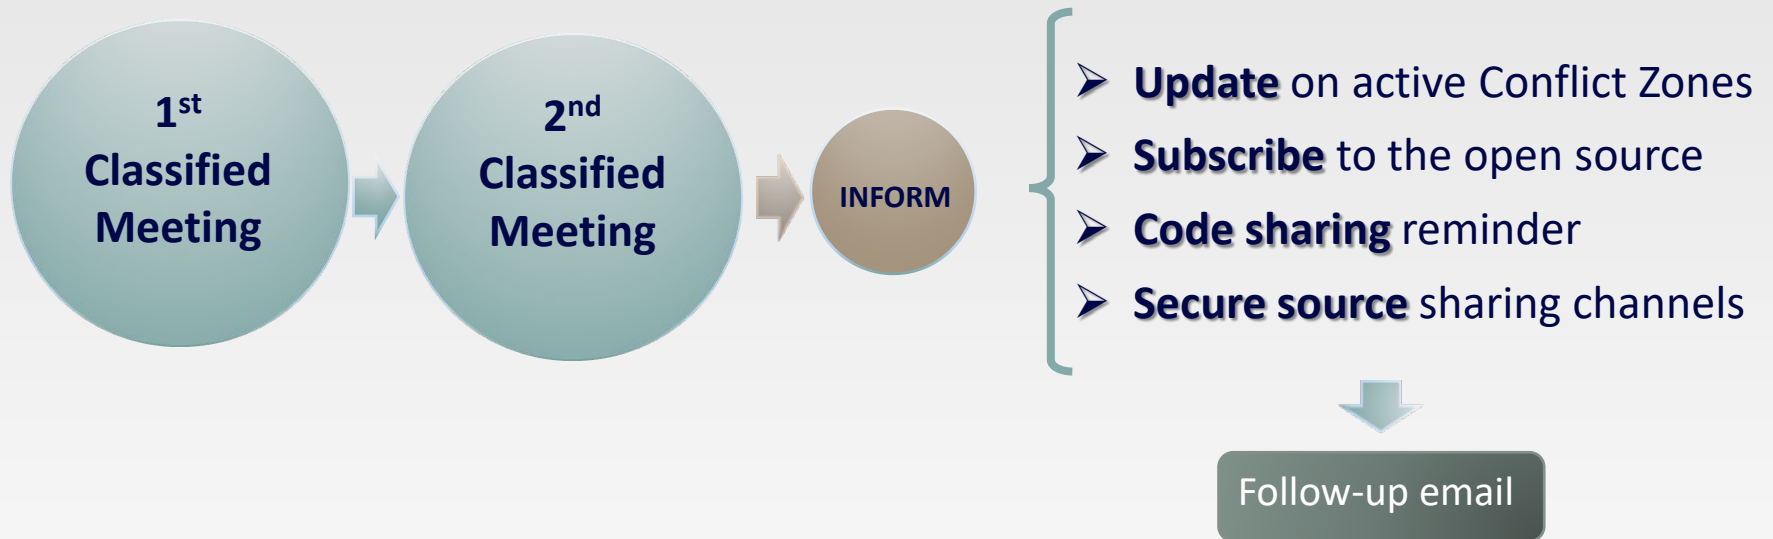 1st
Classified
Meeting
2nd
Classified
Meeting
INFORM
➢ Update on active Conflict Zones
➢ Subscribe to the open source
➢ Code sharing reminder
➢ Secure source sharing channels
Follow-up email